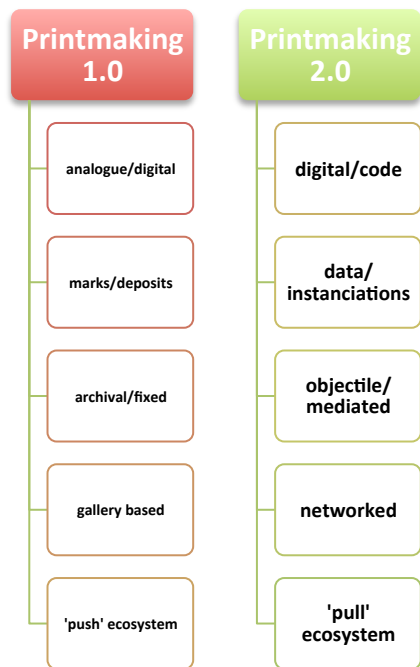 Printmaking
1.0
analogue/digital
marks/deposits
archival/fixed
gallery based
'push' ecosystem
Printmaking
2.0
digital/code
data/
instanciations
objectile/
mediated
networked
'pull'
ecosystem